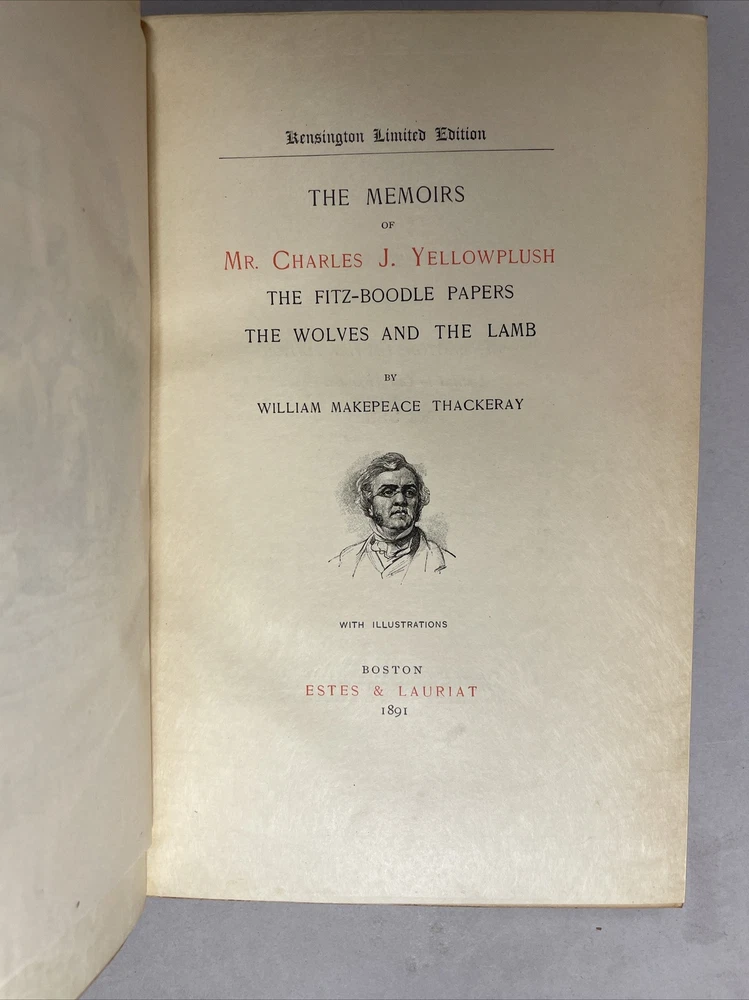 Kensington Limited Edition
THE MEMOIRS
OF
MR. CHARLES J. YELLOWPLUSH
THE FITZ-BOODLE PAPERS
THE WOLVES AND THE LAMB
BY
WILLIAM MAKEPEACE THACKERAY
WITH ILLUSTRATIONS
BOSTON
ESTES & LAURIAT
1891